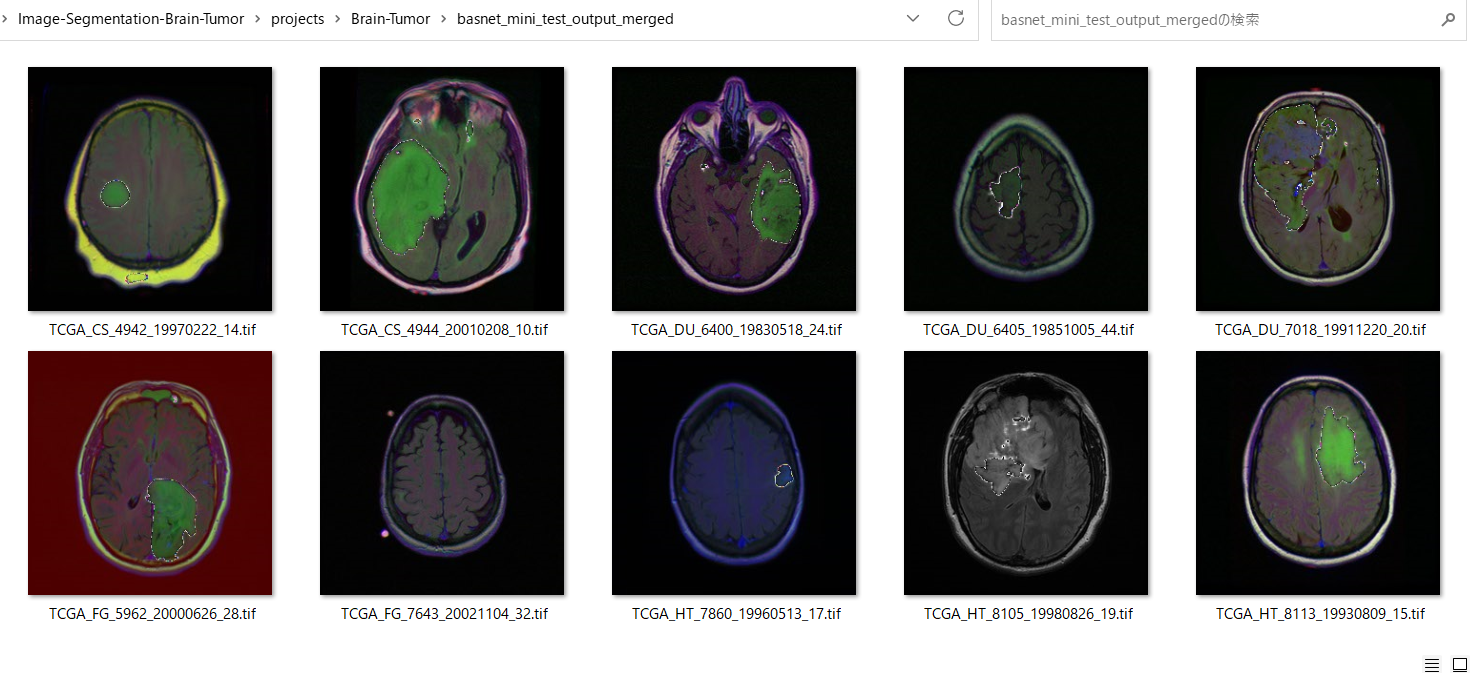 Image-Segmentation-Brain-Tumor > projects > Brain-Tumor > basnet_mini_test_output_merged
basnet_mini_test_output_mergedの検索
TCGA_CS_4942_19970222_14.tif
TCGA_CS_4944_20010208_10.tif
TCGA_DU_6400_19830518_24.tif
TCGA_DU_6405_19851005_44.tif
TCGA_DU_7018_19911220_20.tif
TCGA_FG_5962_20000626_28.tif
TCGA_FG_7643_20021104_32.tif
TCGA_HT_7860_19960513_17.tif
TCGA_HT_8105_19980826_19.tif
TCGA_HT_8113_19930809_15.tif